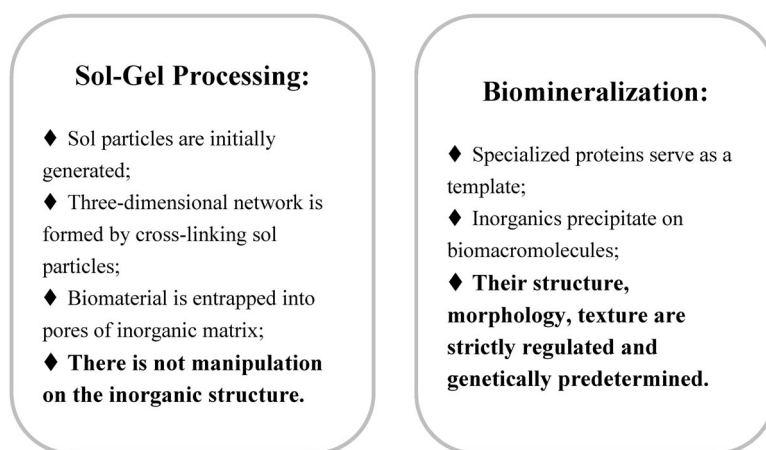 Sol-Gel Processing:
♦ Sol particles are initially
generated;
♦ Three-dimensional network is
formed by cross-linking sol
particles;
♦ Biomaterial is entrapped into
pores of inorganic matrix;
♦ There is not manipulation
on the inorganic structure.
Biomineralization:
♦ Specialized proteins serve as a
template;
♦ Inorganics precipitate on
biomacromolecules;
♦ Their structure,
morphology, texture are
strictly regulated and
genetically predetermined.